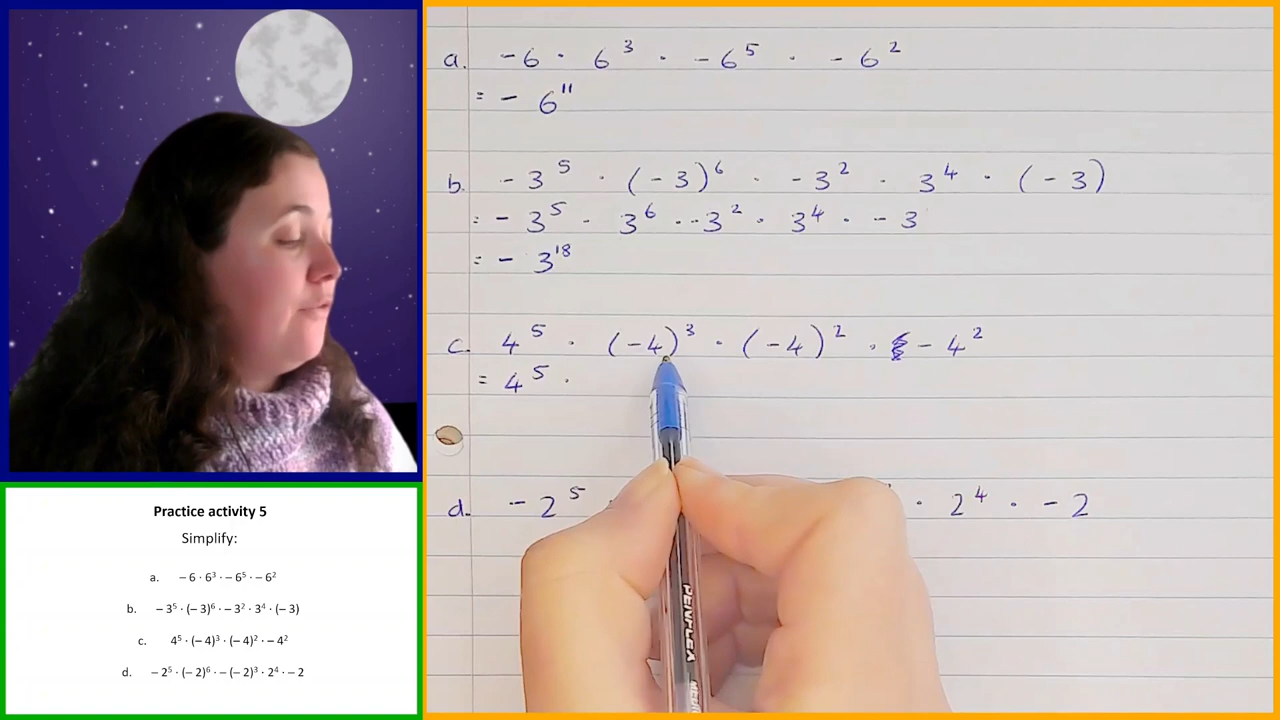 a. -6 · 6³ · -6⁵ · -6²
= - 6¹¹
b. -3⁵ · (-3)⁶ · -3² · 3⁴ · (-3)
= -3⁵ · 3⁶ · -3² · 3⁴ · -3
= - 3¹⁸
c. 4⁵ · (-4)³ · (-4)² · -4²
= 4⁵ ·
d. -2⁵ · · 2⁴ · -2
PENFLEX
Practice activity 5
Simplify:
a. – 6 · 6³ · – 6⁵ · – 6²
b. – 3⁵ · (– 3)⁶ · – 3² · 3⁴ · (– 3)
c. 4⁵ · (– 4)³ · (– 4)² · – 4²
d. – 2⁵ · (– 2)⁶ · – (– 2)³ · 2⁴ · – 2